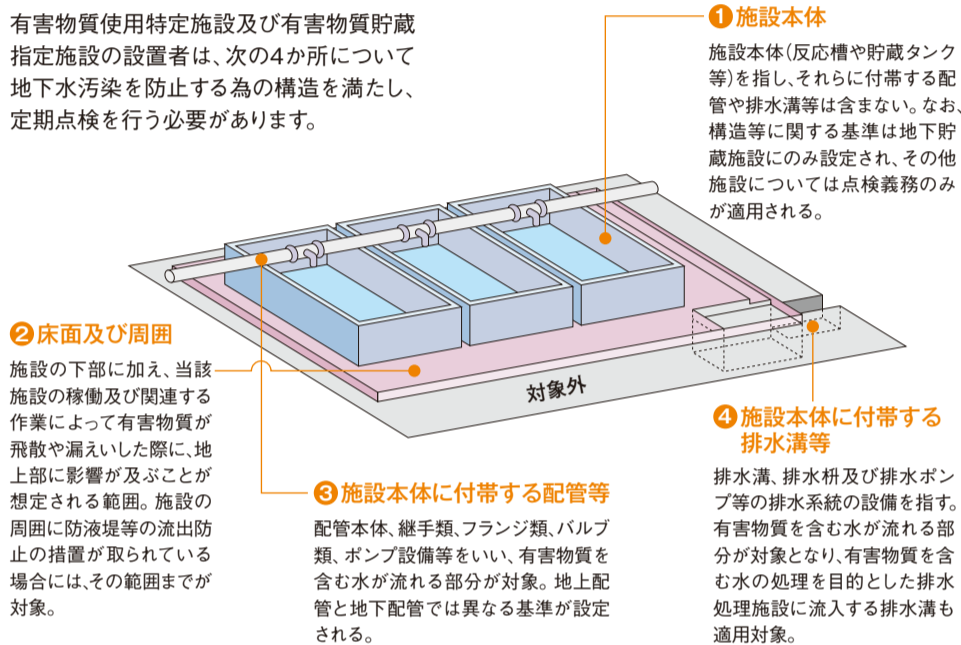 有害物質使用特定施設及び有害物質貯蔵
指定施設の設置者は、次の4か所について
地下水汚染を防止する為の構造を満たし、
定期点検を行う必要があります。
❶施設本体
施設本体(反応槽や貯蔵タンク
等)を指し、それらに付帯する配
管や排水溝等は含まない。なお、
構造等に関する基準は地下貯
蔵施設にのみ設定され、その他
施設については点検義務のみ
が適用される。
❷床面及び周囲
施設の下部に加え、当該
施設の稼働及び関連する
作業によって有害物質が
飛散や漏えいした際に、地
上部に影響が及ぶことが
想定される範囲。施設の
周囲に防液堤等の流出防
止の措置が取られている
場合には、その範囲までが
対象。
対象外
❸施設本体に付帯する配管等
配管本体、継手類、フランジ類、バルブ
類、ポンプ設備等をいい、有害物質を
含む水が流れる部分が対象。地上配
管と地下配管では異なる基準が設定
される。
❹施設本体に付帯する
排水溝等
排水溝、排水枡及び排水ポン
プ等の排水系統の設備を指す。
有害物質を含む水が流れる部
分が対象となり、有害物質を含
む水の処理を目的とした排水
処理施設に流入する排水溝も
適用対象。